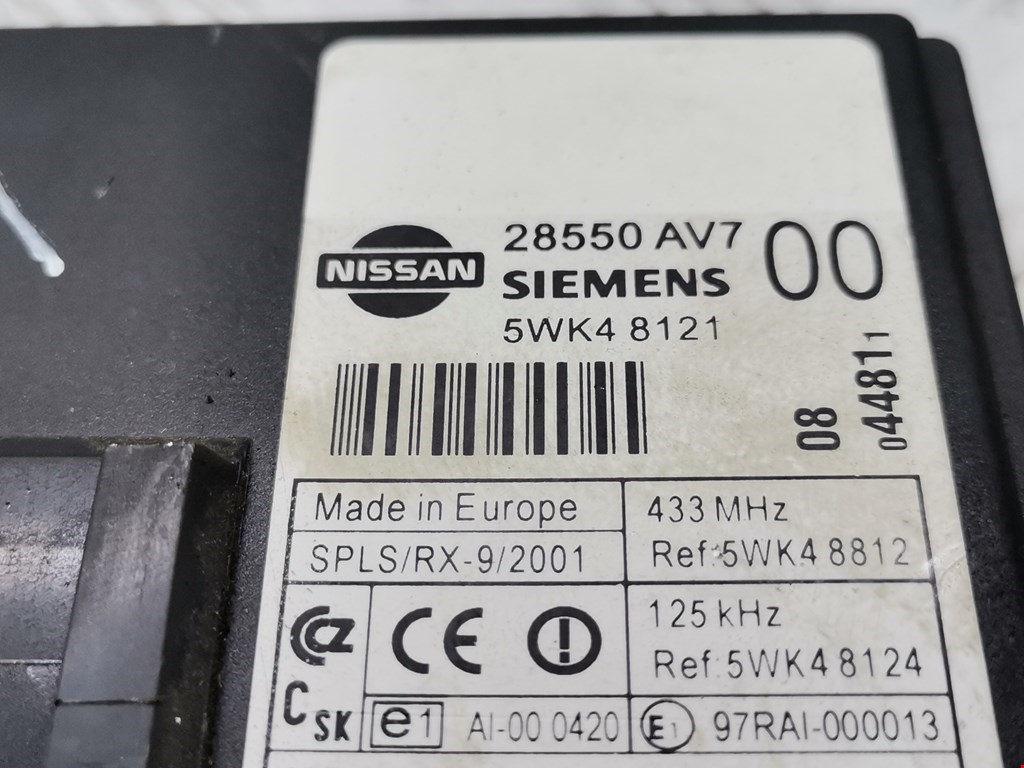 NISSAN
28550 AV7 00
SIEMENS
5WK4 8121
08
044811
Made in Europe
433 MHz
SPLS/RX-9/2001
Ref:5WK4 8812
CE
125 kHz
Ref:5WK4 8124
C SK
e1
AI-00 0420
E1
97RAI-000013